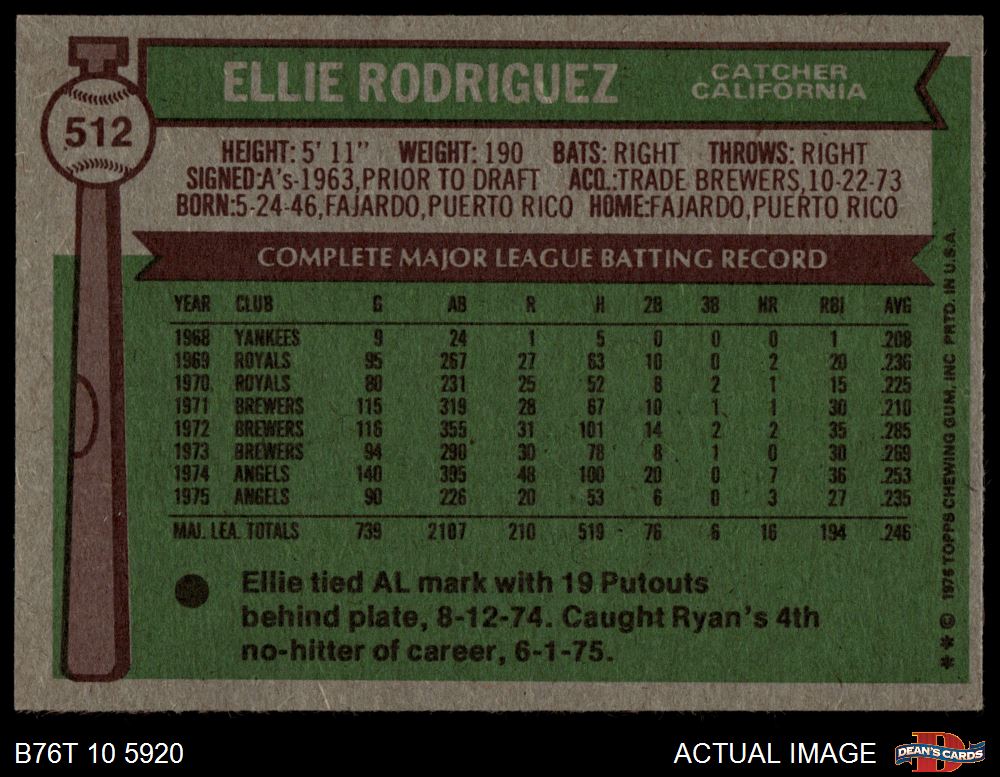 512
ELLIE RODRIGUEZ
CATCHER
CALIFORNIA
HEIGHT: 5' 11" WEIGHT: 190 BATS: RIGHT THROWS: RIGHT
SIGNED: A's-1963, PRIOR TO DRAFT ACQ.: TRADE BREWERS, 10-22-73
BORN: 5-24-46, FAJARDO, PUERTO RICO HOME: FAJARDO, PUERTO RICO
COMPLETE MAJOR LEAGUE BATTING RECORD
YEAR CLUB G AB R H 2B 3B HR RBI AVG
1968 YANKEES 9 24 1 5 0 0 0 1 .208
1969 ROYALS 95 267 27 63 10 0 2 20 .236
1970 ROYALS 80 231 25 52 8 2 1 15 .225
1971 BREWERS 115 319 28 67 10 1 1 30 .210
1972 BREWERS 116 355 31 101 14 2 2 35 .285
1973 BREWERS 94 290 30 78 8 1 0 30 .269
1974 ANGELS 140 395 48 100 20 0 7 36 .253
1975 ANGELS 90 226 20 53 6 0 3 27 .235
MAJ. LEA. TOTALS 739 2107 210 519 76 6 16 194 .246
Ellie tied AL mark with 19 Putouts
behind plate, 8-12-74. Caught Ryan's 4th
no-hitter of career, 6-1-75.
* * © 1976 TOPPS CHEWING GUM, INC PRTD. IN U.S.A.
B76T 10 5920
ACTUAL IMAGE
D
DEAN'S CARDS